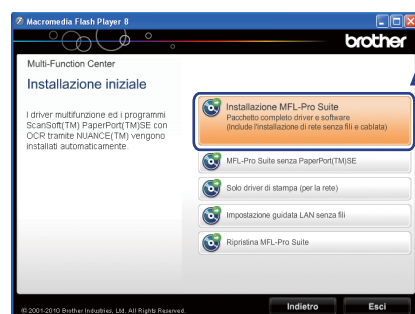 Macromedia Flash Player 8
brother
Multi-Function Center
Installazione iniziale
I driver multifunzione ed i programmi
ScanSoft(TM) PaperPort(TM)SE con
OCR tramite NUANCE(TM) vengono
installati automaticamente.
Installazione MFL-Pro Suite
Pacchetto completo driver e software
(Include l'installazione di rete senza fili e cablata)
MFL-Pro Suite senza PaperPort(TM)SE
Solo driver di stampa (per la rete)
Impostazione guidata LAN senza fili
Ripristina MFL-Pro Suite
© 2001-2010 Brother Industries, Ltd. All Rights Reserved.
Indietro
Esci